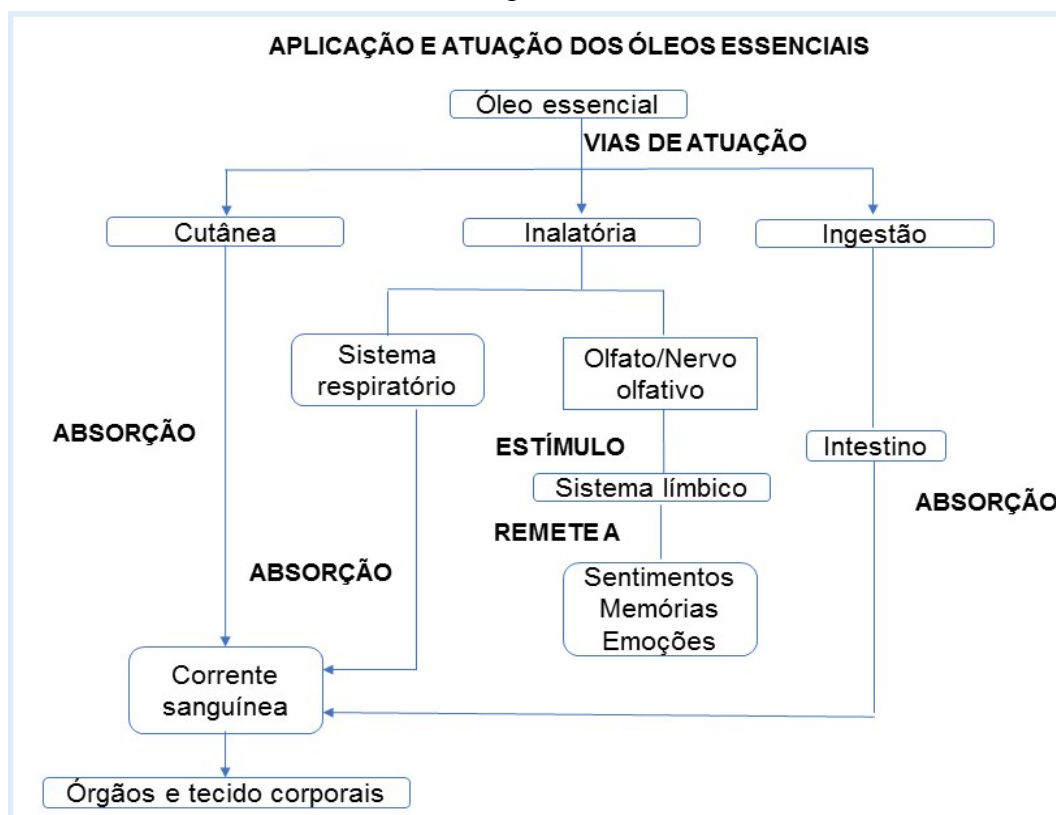 APLICAÇÃO E ATUAÇÃO DOS ÓLEOS ESSENCIAIS
Óleo essencial
VIAS DE ATUAÇÃO
Cutânea
Inalatória
Ingestão
Sistema
respiratório
Olfato/Nervo
olfativo
ABSORÇÃO
ESTÍMULO
Intestino
Sistema límbico
ABSORÇÃO
REMETE A
ABSORÇÃO
Sentimentos
Memórias
Emoções
Corrente
sanguínea
Órgãos e tecido corporais